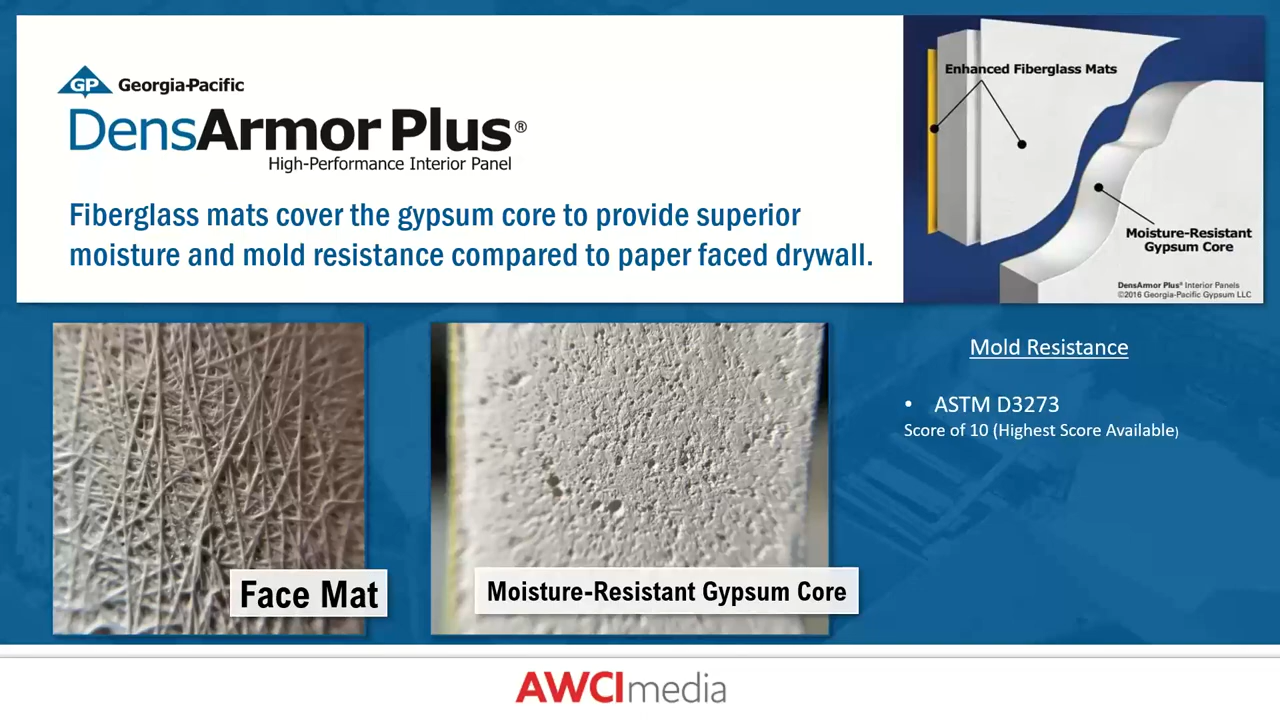 GP Georgia-Pacific
DensArmor Plus®
High-Performance Interior Panel
Fiberglass mats cover the gypsum core to provide superior
moisture and mold resistance compared to paper faced drywall.
Enhanced Fiberglass Mats
Moisture-Resistant
Gypsum Core
DensArmor Plus® Interior Panels
©2016 Georgia-Pacific Gypsum LLC
Face Mat
Moisture-Resistant Gypsum Core
Mold Resistance
• ASTM D3273
Score of 10 (Highest Score Available)
AWCImedia